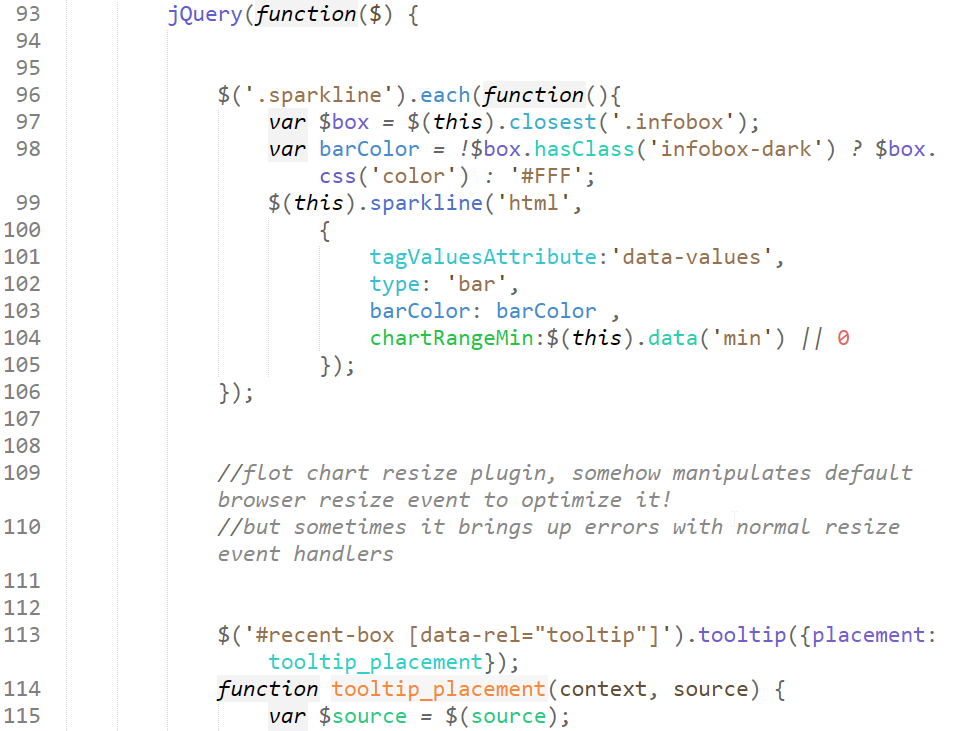 93 jQuery(function($) {
94
95
96 $('.sparkline').each(function(){
97 var $box = $(this).closest('.infobox');
98 var barColor = !$box.hasClass('infobox-dark') ? $box.
css('color') : '#FFF';
99 $(this).sparkline('html',
100 {
101 tagValuesAttribute:'data-values',
102 type: 'bar',
103 barColor: barColor ,
104 chartRangeMin:$(this).data('min') || 0
105 });
106 });
107
108
109 //flot chart resize plugin, somehow manipulates default
browser resize event to optimize it!
110 //but sometimes it brings up errors with normal resize
event handlers
111
112
113 $('#recent-box [data-rel="tooltip"]').tooltip({placement:
tooltip_placement});
114 function tooltip_placement(context, source) {
115 var $source = $(source);